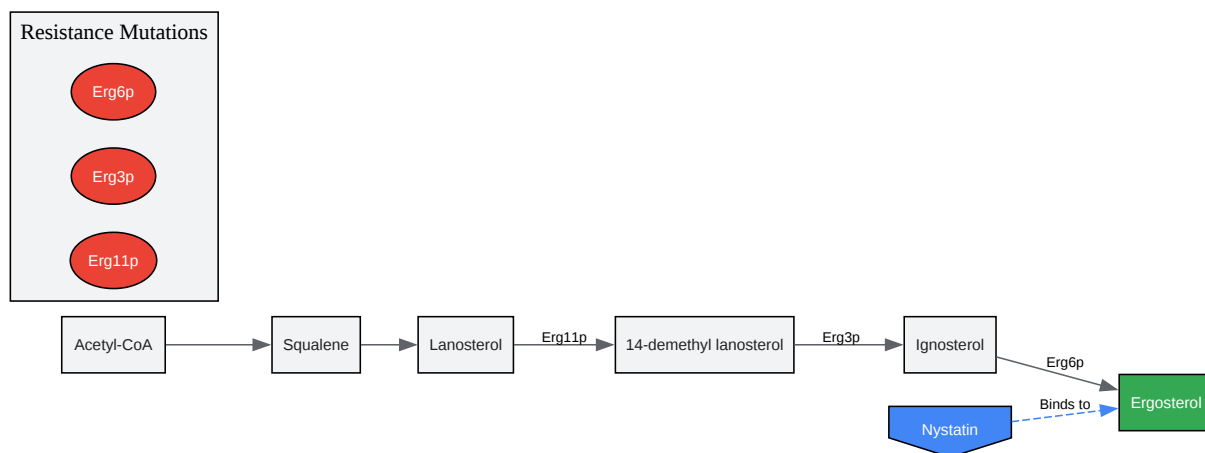 Resistance Mutations
Erg6p
Erg3p
Erg11p
Acetyl-CoA
Squalene
Lanosterol
Erg11p
14-demethyl lanosterol
Erg3p
Ignosterol
Erg6p
Ergosterol
Binds to
Nystatin